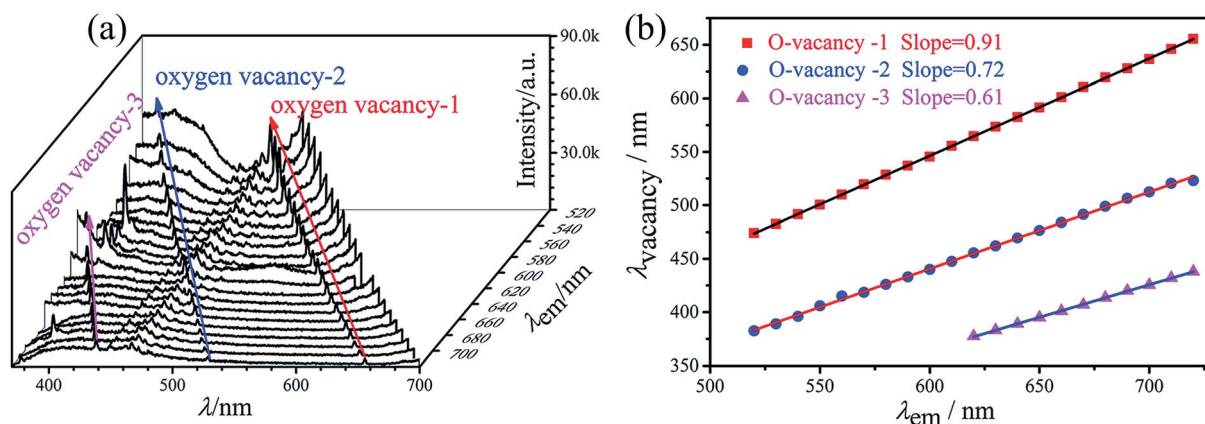 (a)
90.0k
60.0k
30.0k
Intensity/a.u.
oxygen vacancy-2
oxygen vacancy-1
oxygen vacancy-3
520
540
560
580
600
620
640
660
680
700
λem/nm
400 500 600 700
λ/nm
(b)
O-vacancy -1 Slope=0.91
O-vacancy -2 Slope=0.72
O-vacancy -3 Slope=0.61
650
600
550
500
450
400
350
λvacancy / nm
500 550 600 650 700
λem / nm